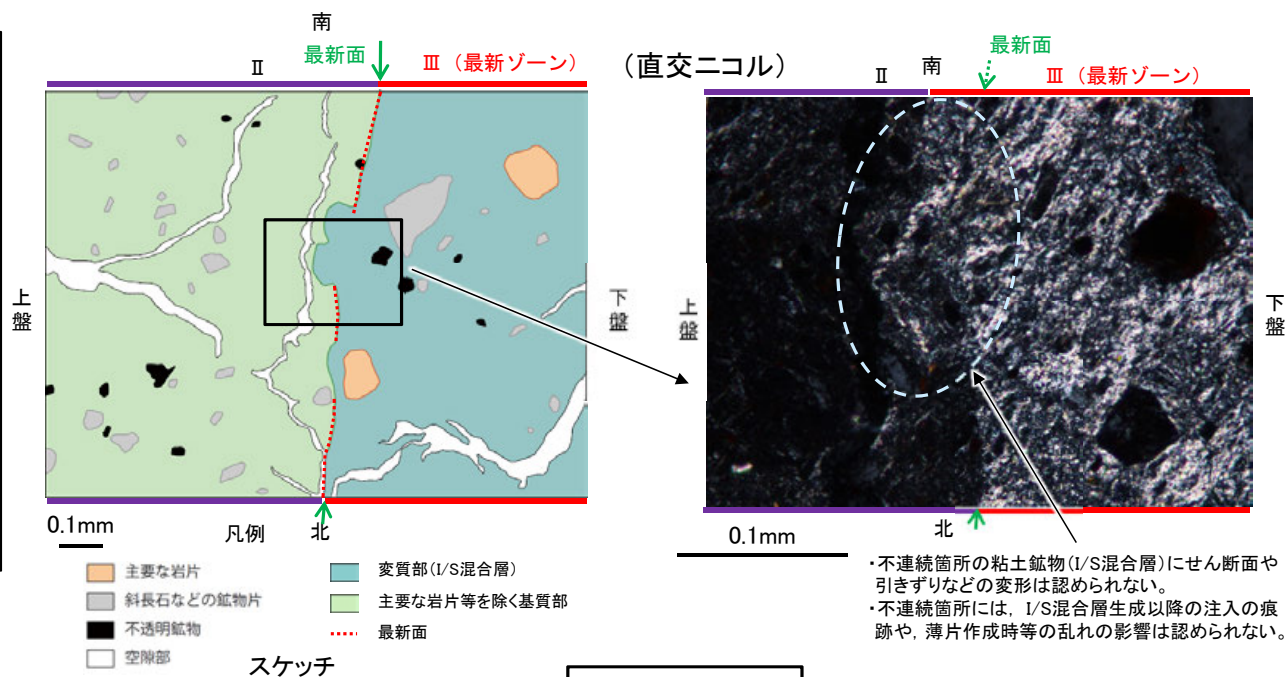 南
最新面
Ⅱ
Ⅲ（最新ゾーン）
上盤
下盤
0.1mm
北
凡例
主要な岩片
斜長石などの鉱物片
不透明鉱物
空隙部
変質部(I/S混合層)
主要な岩片等を除く基質部
最新面
スケッチ
（直交ニコル）
最新面
Ⅱ
南
Ⅲ（最新ゾーン）
上盤
下盤
北
0.1mm
・不連続箇所の粘土鉱物(I/S混合層)にせん断面や
引きずりなどの変形は認められない。
・不連続箇所には，I/S混合層生成以降の注入の痕
跡や，薄片作成時等の乱れの影響は認められない。